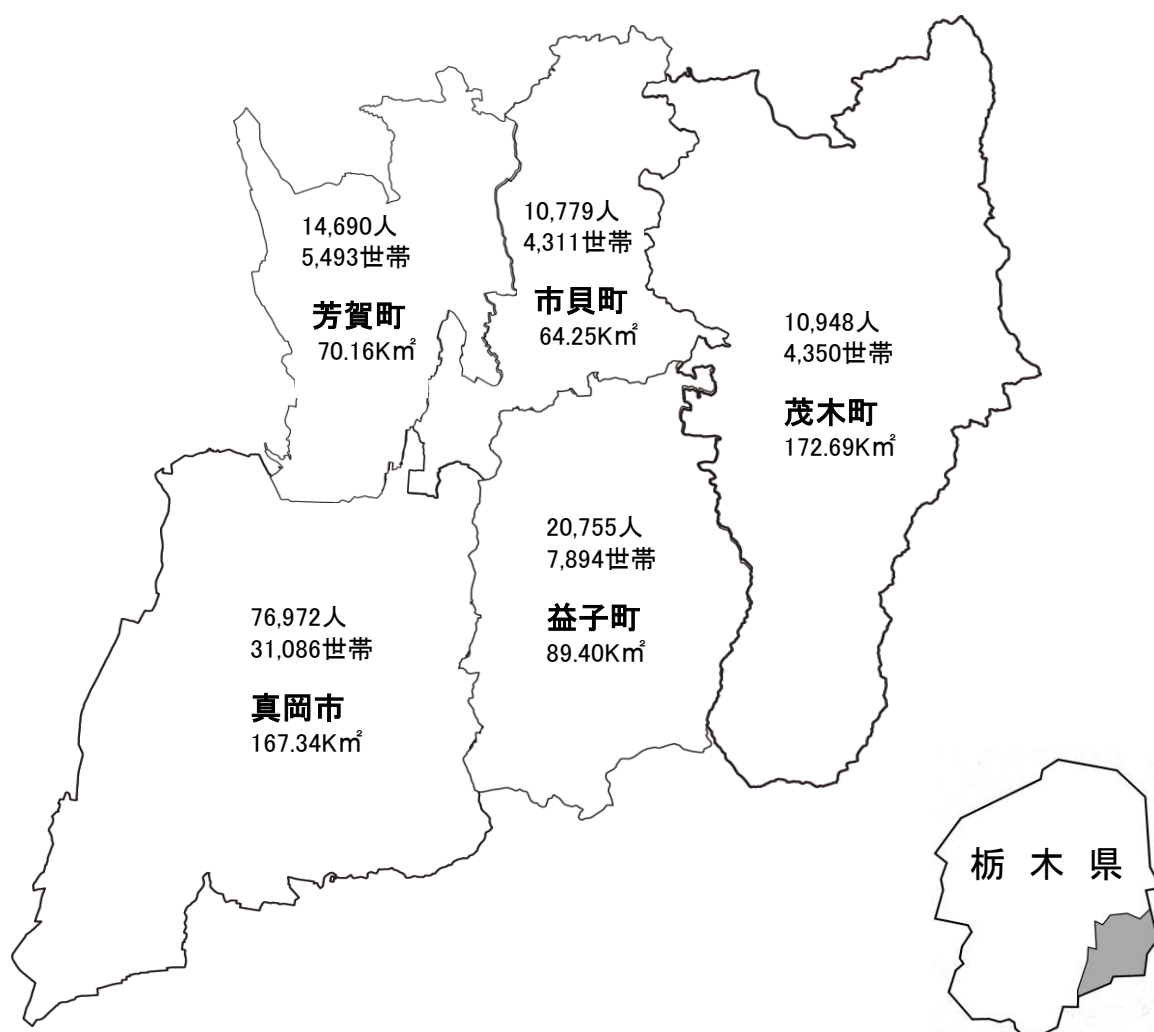 14,690人
5,493世帯
芳賀町
70.16K㎡
10,779人
4,311世帯
市貝町
64.25K㎡
10,948人
4,350世帯
茂木町
172.69K㎡
20,755人
7,894世帯
益子町
89.40K㎡
76,972人
31,086世帯
真岡市
167.34K㎡
栃木県